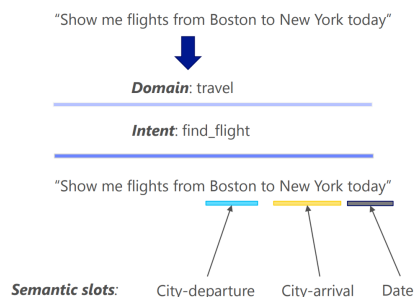 “Show me flights from Boston to New York today”
Domain: travel
Intent: find_flight
“Show me flights from Boston to New York today”
Semantic slots: City-departure City-arrival Date